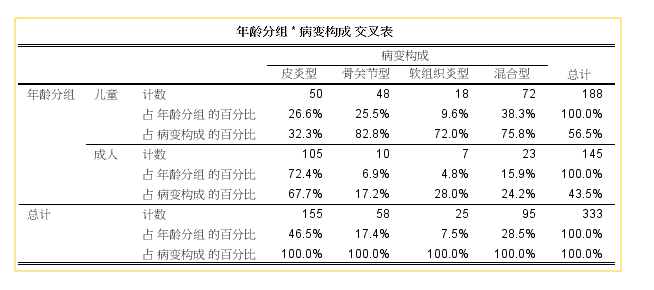 年龄分组 * 病变构成 交叉表
病变构成
皮炎型 骨关节型 软组织炎型 混合型 总计
年龄分组 儿童 计数 50 48 18 72 188
占 年龄分组 的百分比 26.6% 25.5% 9.6% 38.3% 100.0%
占 病变构成 的百分比 32.3% 82.8% 72.0% 75.8% 56.5%
成人 计数 105 10 7 23 145
占 年龄分组 的百分比 72.4% 6.9% 4.8% 15.9% 100.0%
占 病变构成 的百分比 67.7% 17.2% 28.0% 24.2% 43.5%
总计 计数 155 58 25 95 333
占 年龄分组 的百分比 46.5% 17.4% 7.5% 28.5% 100.0%
占 病变构成 的百分比 100.0% 100.0% 100.0% 100.0% 100.0%